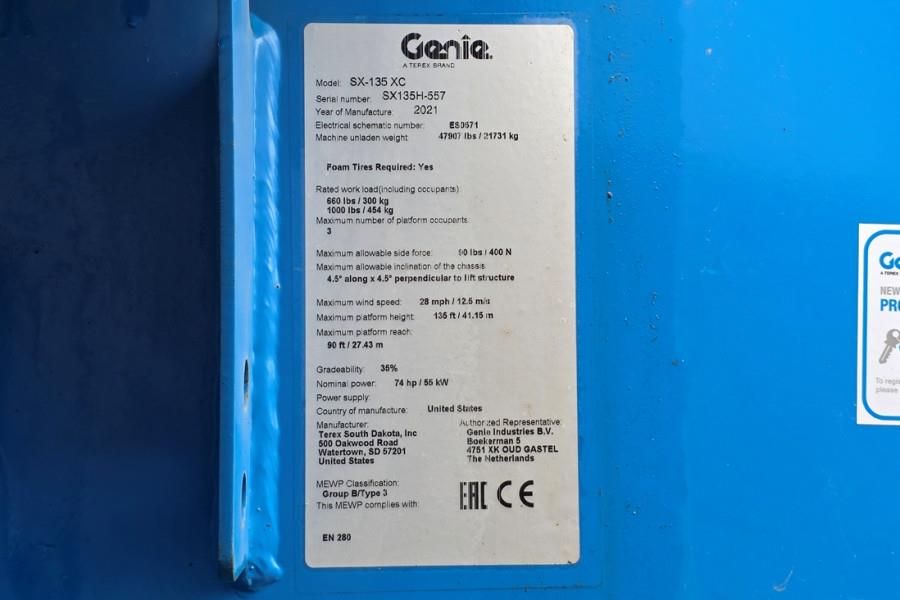 Genie
A TEREX BRAND
Model: SX-135 XC
Serial number: SX135H-557
Year of Manufacture: 2021
Electrical schematic number: ES0571
Machine unladen weight: 47907 lbs / 21731 kg
Foam Tires Required: Yes
Rated work load(including occupants)
660 lbs / 300 kg
1000 lbs / 454 kg
Maximum number of platform occupants:
3
Maximum allowable side force: 90 lbs / 400 N
Maximum allowable inclination of the chassis:
4.5° along x 4.5° perpendicular to lift structure
Maximum wind speed: 28 mph / 12.5 m/s
Maximum platform height: 135 ft / 41.15 m
Maximum platform reach:
90 ft / 27.43 m
Gradeability: 35%
Nominal power: 74 hp / 55 kW
Power supply:
Country of manufacture: United States
Manufacturer:
Terex South Dakota, Inc
500 Oakwood Road
Watertown, SD 57201
United States
Authorized Representative:
Genie Industries B.V.
Boekerman 5
4751 XK OUD GASTEL
The Netherlands
MEWP Classification:
Group B/Type 3
This MEWP complies with:
EAC CE
EN 280
A TEREX
NEW
To regi
please